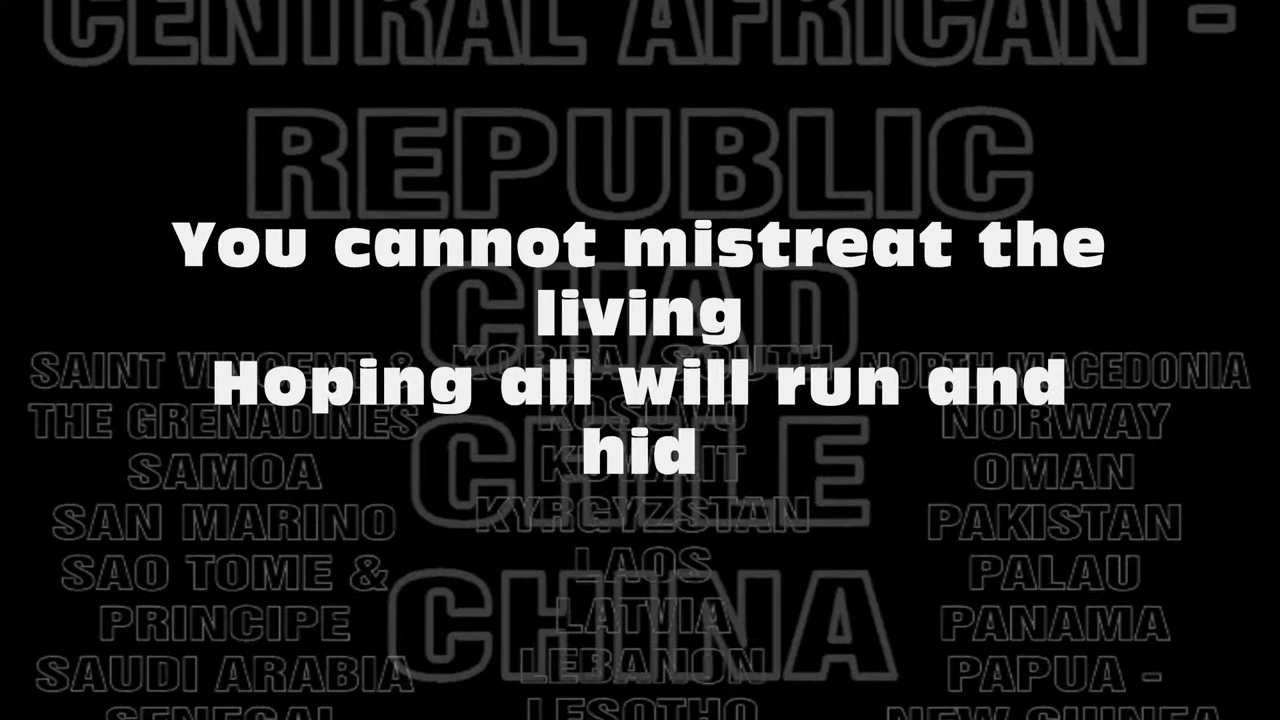 CENTRAL AFRICAN -
REPUBLIC
CHAD
CHILE
CHINA
You cannot mistreat the
living
Hoping all will run and
hid
SAINT VINCENT &
THE GRENADINES
SAMOA
SAN MARINO
SAO TOME &
PRINCIPE
SAUDI ARABIA
SENEGAL
KOREA, SOUTH
KOSOVO
KUWAIT
KYRGYZSTAN
LAOS
LATVIA
LEBANON
LESOTHO
NORTH MACEDONIA
NORWAY
OMAN
PAKISTAN
PALAU
PANAMA
PAPUA -
NEW GUINEA